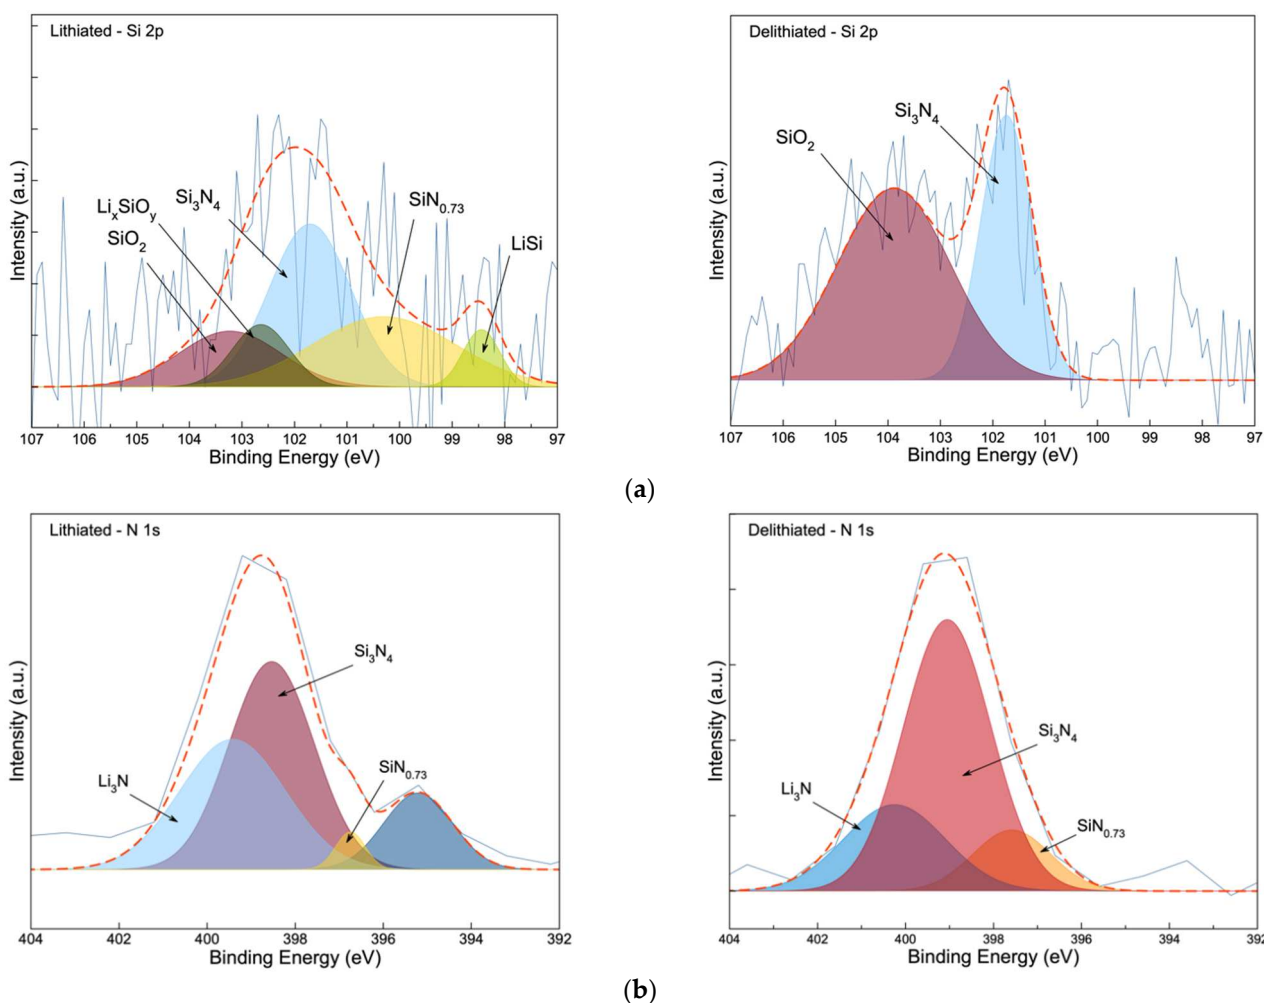 Lithiated - Si 2p
Intensity (a.u.)
LiₓSiOᵧ
SiO₂
Si₃N₄
SiN₀.₇₃
LiSi
107 106 105 104 103 102 101 100 99 98 97
Binding Energy (eV)
Delithiated - Si 2p
Intensity (a.u.)
SiO₂
Si₃N₄
107 106 105 104 103 102 101 100 99 98 97
Binding Energy (eV)
(a)
Lithiated - N 1s
Intensity (a.u.)
Li₃N
Si₃N₄
SiN₀.₇₃
404 402 400 398 396 394 392
Binding Energy (eV)
Delithiated - N 1s
Intensity (a.u.)
Li₃N
Si₃N₄
SiN₀.₇₃
404 402 400 398 396 394 392
Binding Energy (eV)
(b)